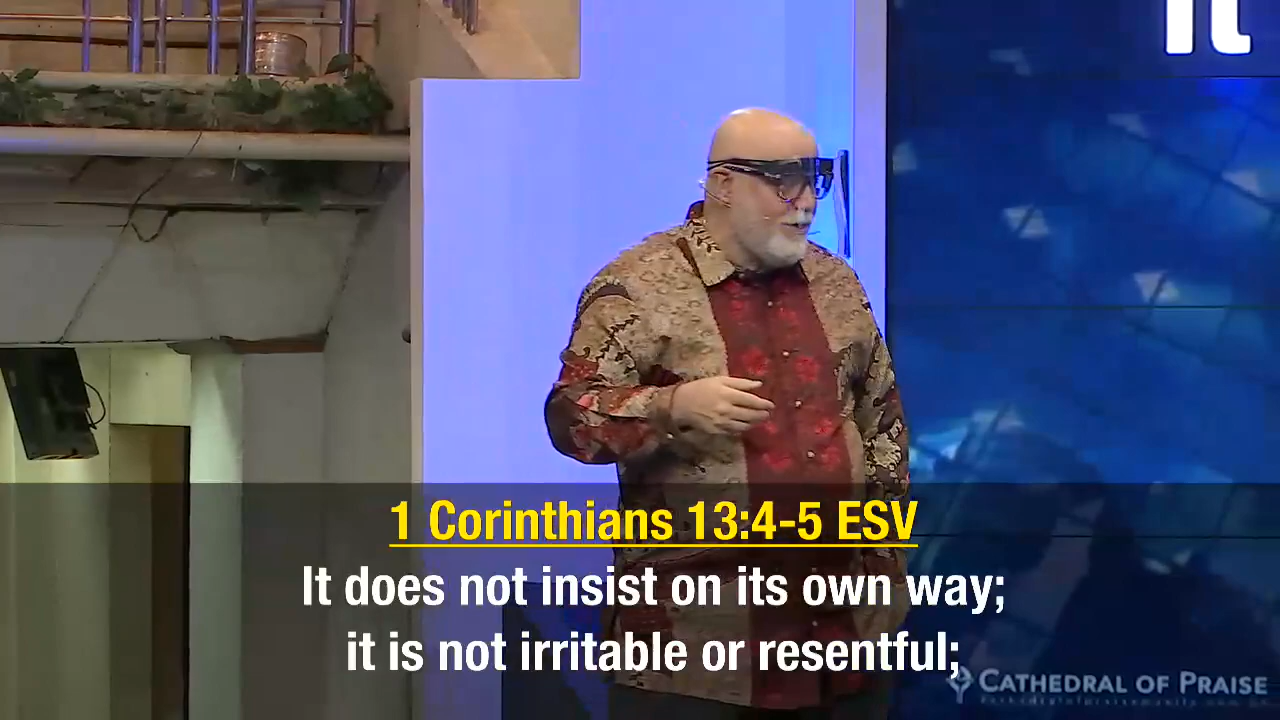 it
1 Corinthians 13:4-5 ESV
It does not insist on its own way;
it is not irritable or resentful;
CATHEDRAL OF PRAISE